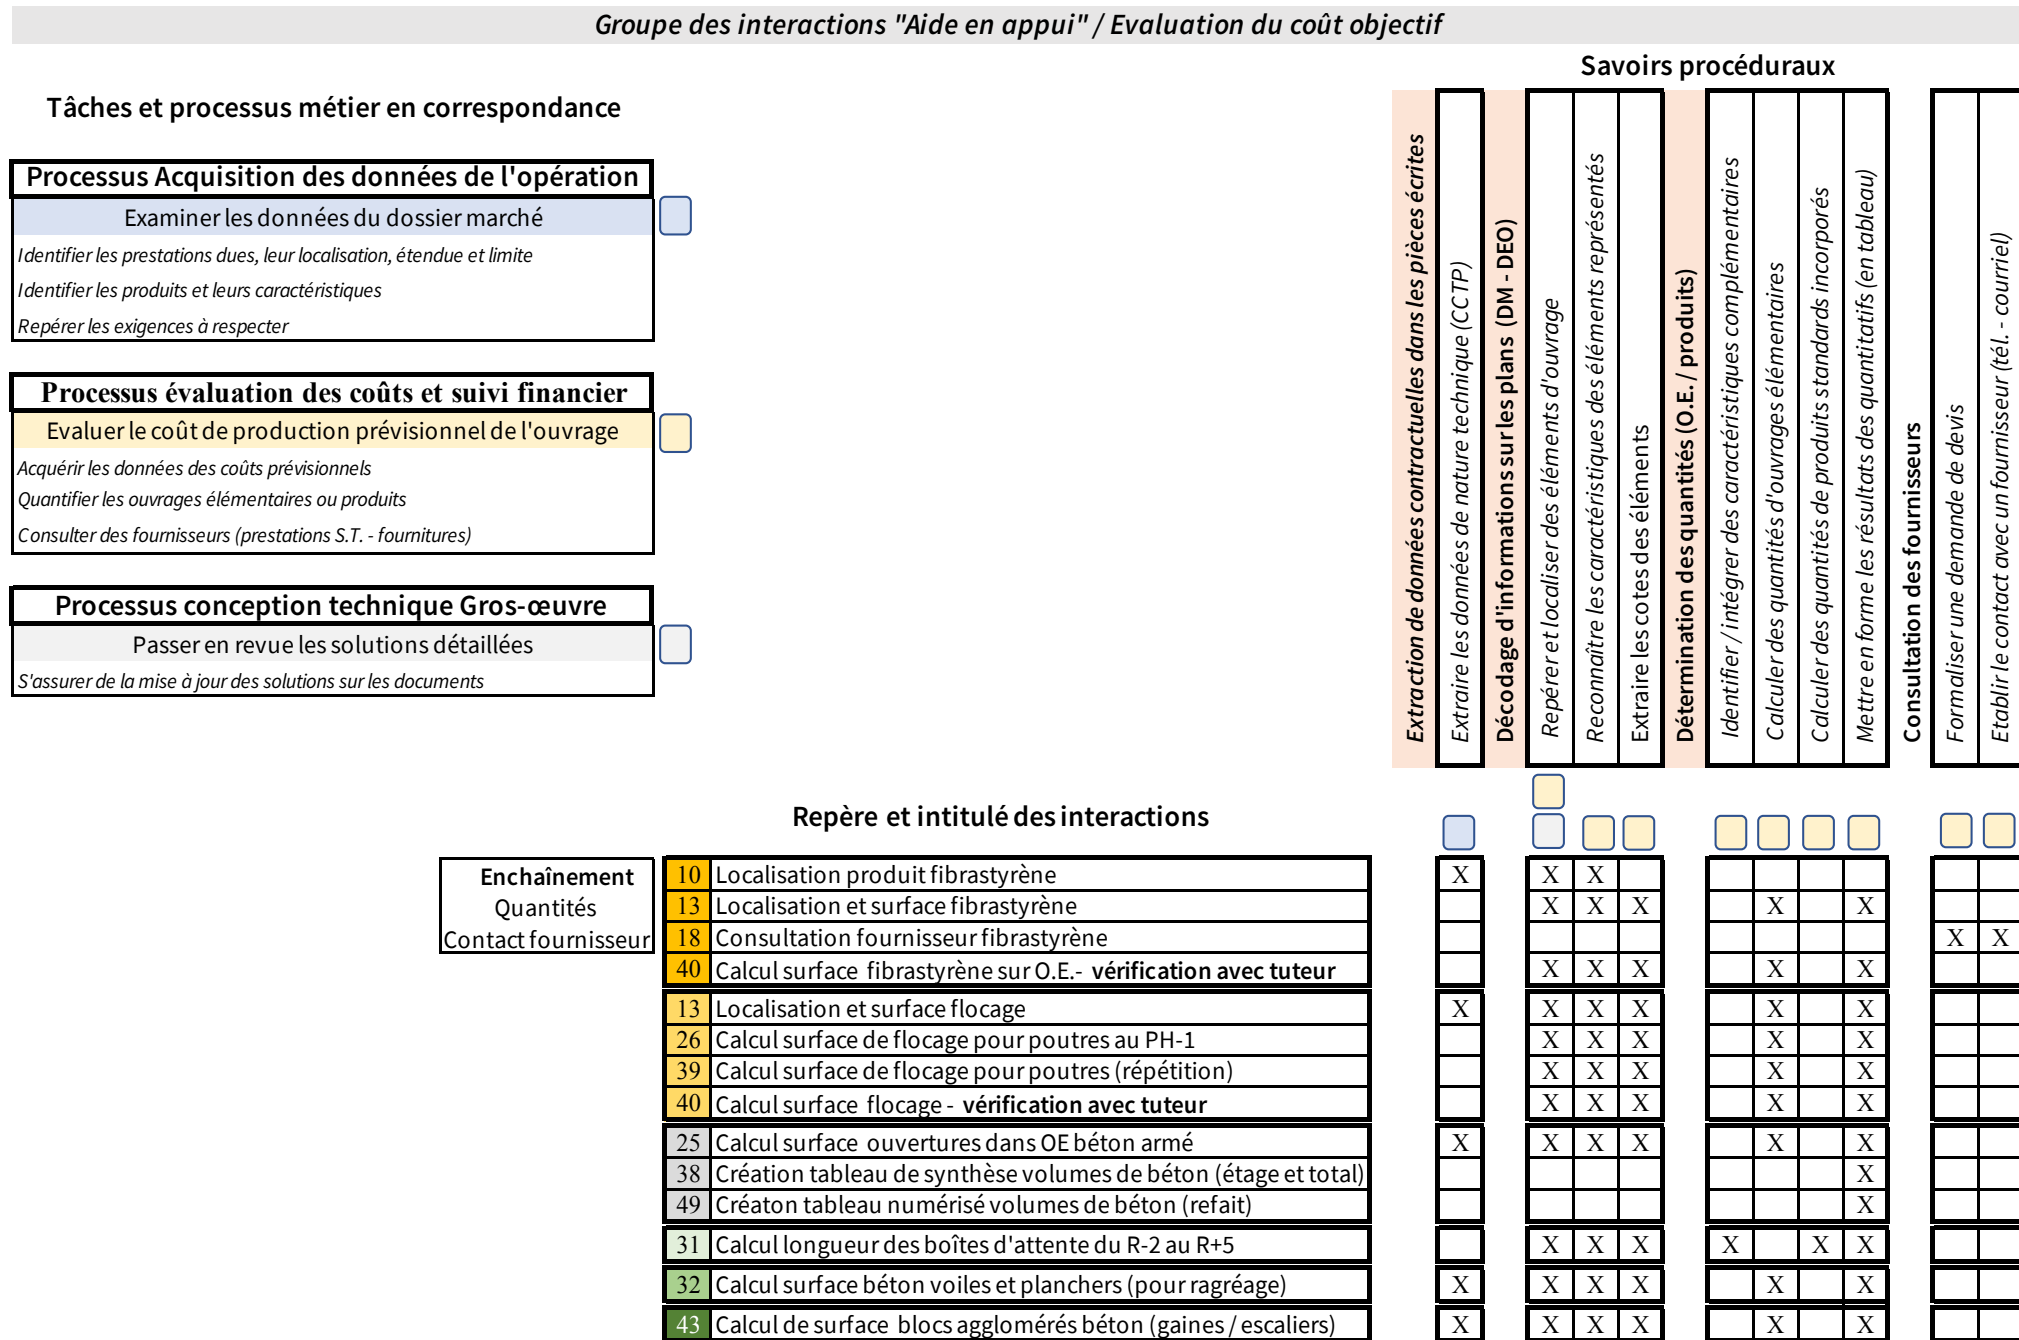 Groupe des interactions "Aide en appui" / Evaluation du coût objectif
Savoirs procéduraux
Tâches et processus métier en correspondance
Processus Acquisition des données de l'opération
Examiner les données du dossier marché
Identifier les prestations dues, leur localisation, étendue et limite
Identifier les produits et leurs caractéristiques
Repérer les exigences à respecter
Processus évaluation des coûts et suivi financier
Evaluer le coût de production prévisionnel de l'ouvrage
Acquérir les données des coûts prévisionnels
Quantifier les ouvrages élémentaires ou produits
Consulter des fournisseurs (prestations S.T. - fournitures)
Processus conception technique Gros-œuvre
Passer en revue les solutions détaillées
S'assurer de la mise à jour des solutions sur les documents
Extraction de données contractuelles dans les pièces écrites
Extraire les données de nature technique (CCTP)
Décodage d'informations sur les plans (DM - DEO)
Repérer et localiser des éléments d'ouvrage
Reconnaître les caractéristiques des éléments représentés
Extraire les cotes des éléments
Détermination des quantités (O.E. / produits)
Identifier / intégrer des caractéristiques complémentaires
Calculer des quantités d'ouvrages élémentaires
Calculer des quantités de produits standards incorporés
Mettre en forme les résultats des quantitatifs (en tableau)
Consultation des fournisseurs
Formaliser une demande de devis
Etablir le contact avec un fournisseur (tél. - courriel)
Repère et intitulé des interactions
Enchaînement
Quantités
Contact fournisseur
10 Localisation produit fibrastyrène X X X
13 Localisation et surface fibrastyrène X X X X X
18 Consultation fournisseur fibrastyrène X X
40 Calcul surface fibrastyrène sur O.E.- vérification avec tuteur X X X X X
13 Localisation et surface flocage X X X X X X
26 Calcul surface de flocage pour poutres au PH-1 X X X X X
39 Calcul surface de flocage pour poutres (répétition) X X X X X
40 Calcul surface flocage - vérification avec tuteur X X X X X
25 Calcul surface ouvertures dans OE béton armé X X X X X X
38 Création tableau de synthèse volumes de béton (étage et total) X
49 Créaton tableau numérisé volumes de béton (refait) X
31 Calcul longueur des boîtes d'attente du R-2 au R+5 X X X X X X
32 Calcul surface béton voiles et planchers (pour ragréage) X X X X X X
43 Calcul de surface blocs agglomérés béton (gaines / escaliers) X X X X X X